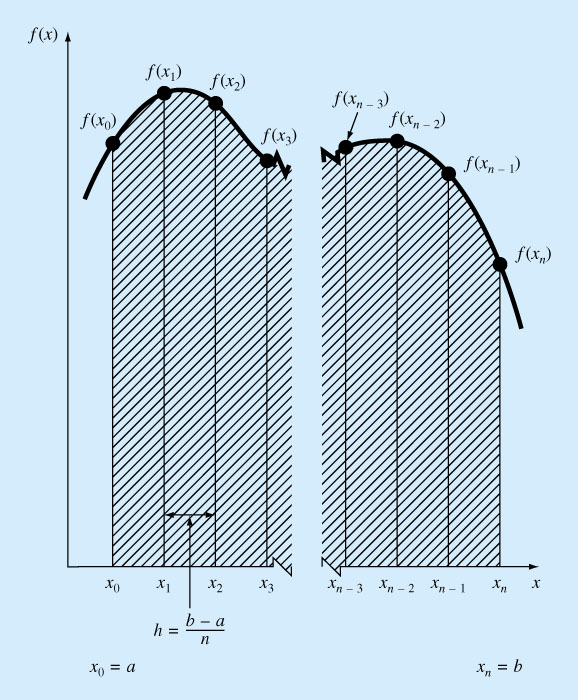 f(x)
f(x₁)
f(x₂)
f(x₀)
f(x₃)
f(xₙ₋₃)
f(xₙ₋₂)
f(xₙ₋₁)
f(xₙ)
x₀ x₁ x₂ x₃ xₙ₋₃ xₙ₋₂ xₙ₋₁ xₙ x
h = (b – a)/n
x₀ = a xₙ = b